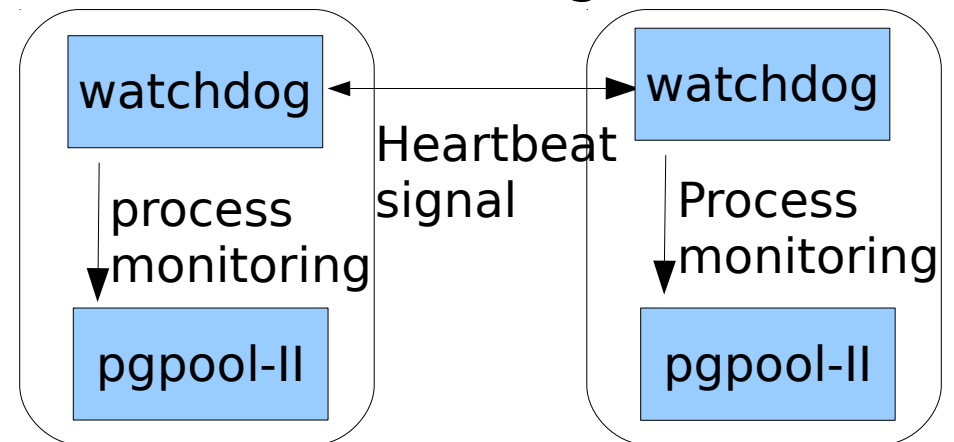 watchdog
watchdog
Heartbeat
signal
process
monitoring
Process
monitoring
pgpool-II
pgpool-II